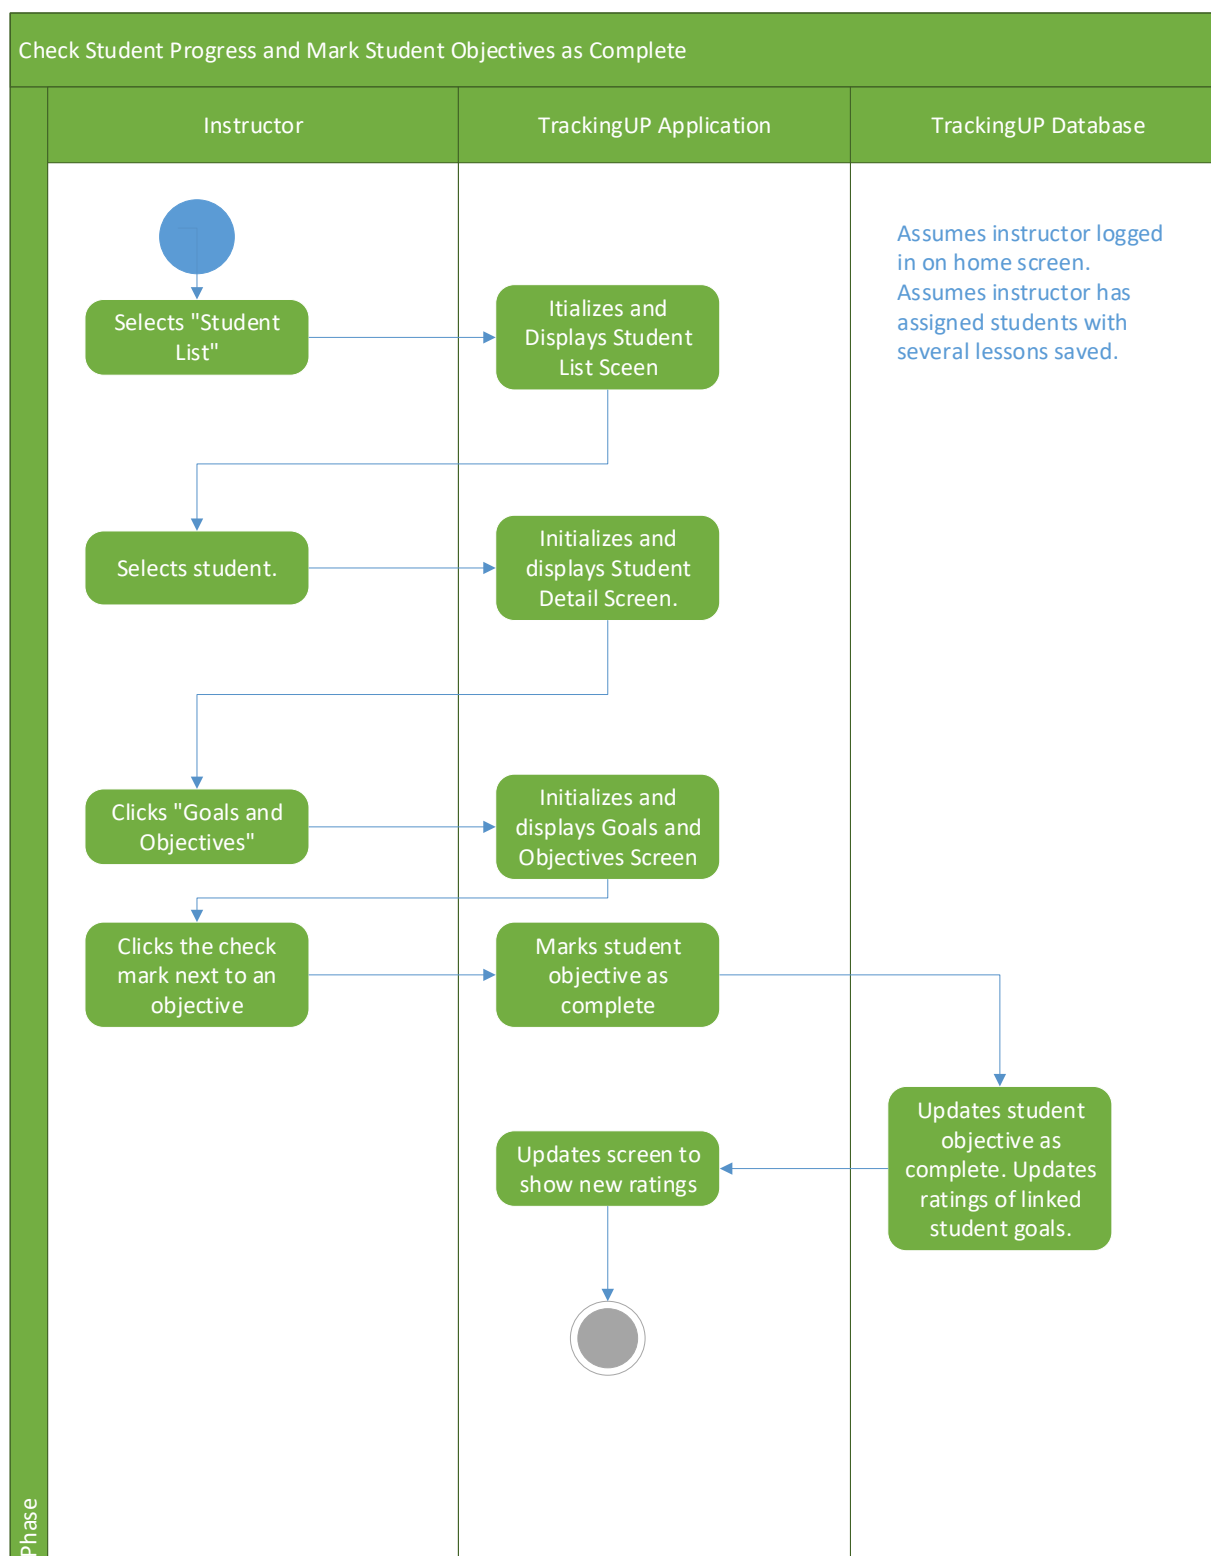 Check Student Progress and Mark Student Objectives as Complete
Instructor
TrackingUP Application
TrackingUP Database
Assumes instructor logged
in on home screen.
Assumes instructor has
assigned students with
several lessons saved.
Selects "Student
List"
Itializes and
Displays Student
List Sceen
Selects student.
Initializes and
displays Student
Detail Screen.
Clicks "Goals and
Objectives"
Initializes and
displays Goals and
Objectives Screen
Clicks the check
mark next to an
objective
Marks student
objective as
complete
Updates student
objective as
complete. Updates
ratings of linked
student goals.
Updates screen to
show new ratings
Phase